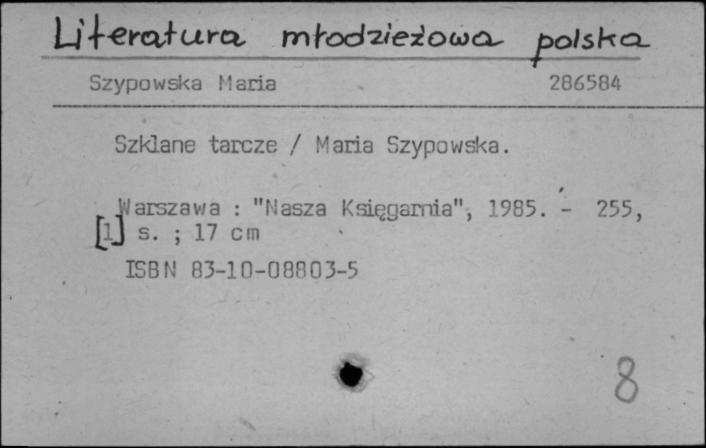 Literatura młodzieżowa polska
Szypowska Maria 286584
Szklane tarcze / Maria Szypowska.
Warszawa : "Nasza Księgarnia", 1985. - 255,
[1] s. ; 17 cm
ISBN 83-10-08803-5
8